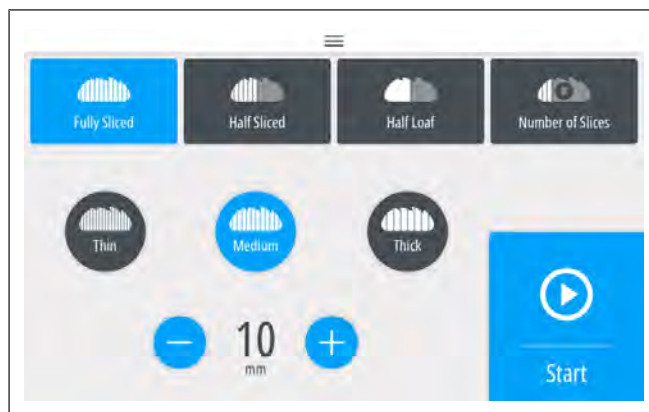 Fully Sliced
Half Sliced
Half Loaf
Number of Slices
Thin
Medium
Thick
10
mm
Start